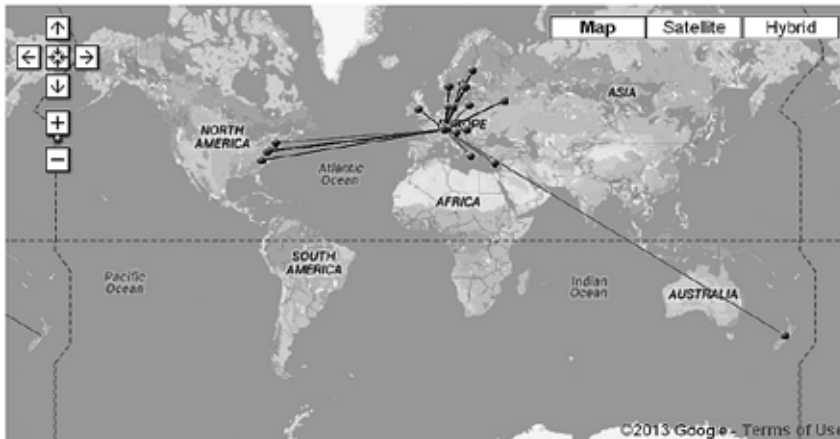 Map Satellite Hybrid
ASIA
NORTH
AMERICA
EUROPE
Atlantic
Ocean
AFRICA
SOUTH
AMERICA
Pacific
Ocean
Indian
Ocean
AUSTRALIA
©2013 Google - Terms of Use